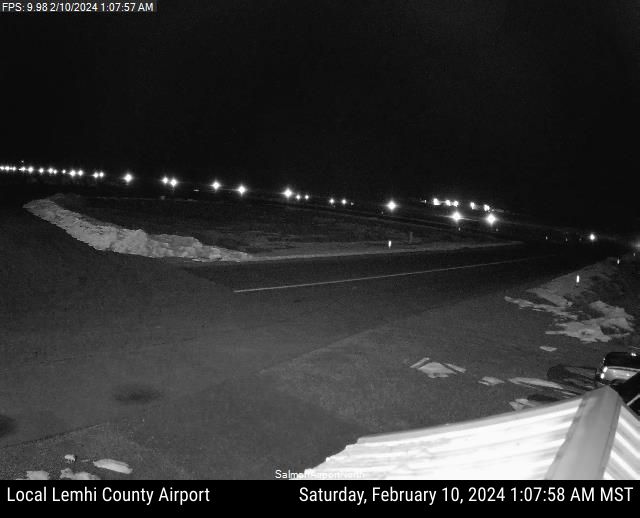 FPS: 9.98 2/10/2024 1:07:57 AM
SalmonAirportNorth
Local Lemhi County Airport
Saturday, February 10, 2024 1:07:58 AM MST